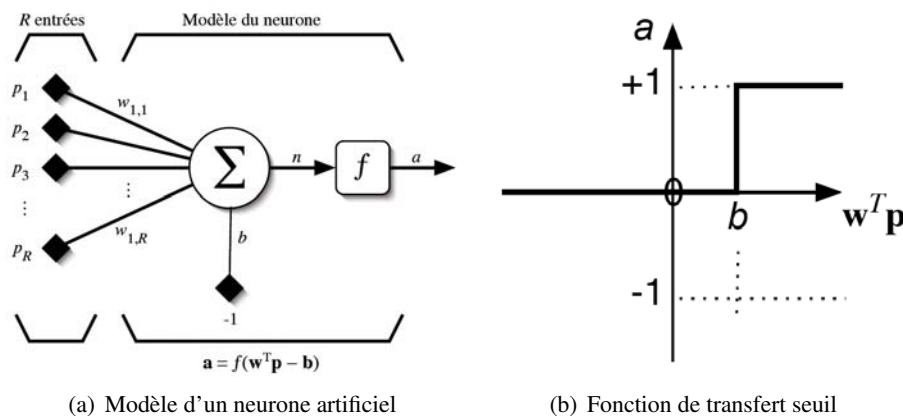 R entrées
Modèle du neurone
p1
p2
p3
⋮
pR
w1,1
⋮
w1,R
Σ
n
f
a
b
-1
a = f(wᵀp – b)
(a) Modèle d'un neurone artificiel
a
+1
0
b
wᵀp
-1
(b) Fonction de transfert seuil